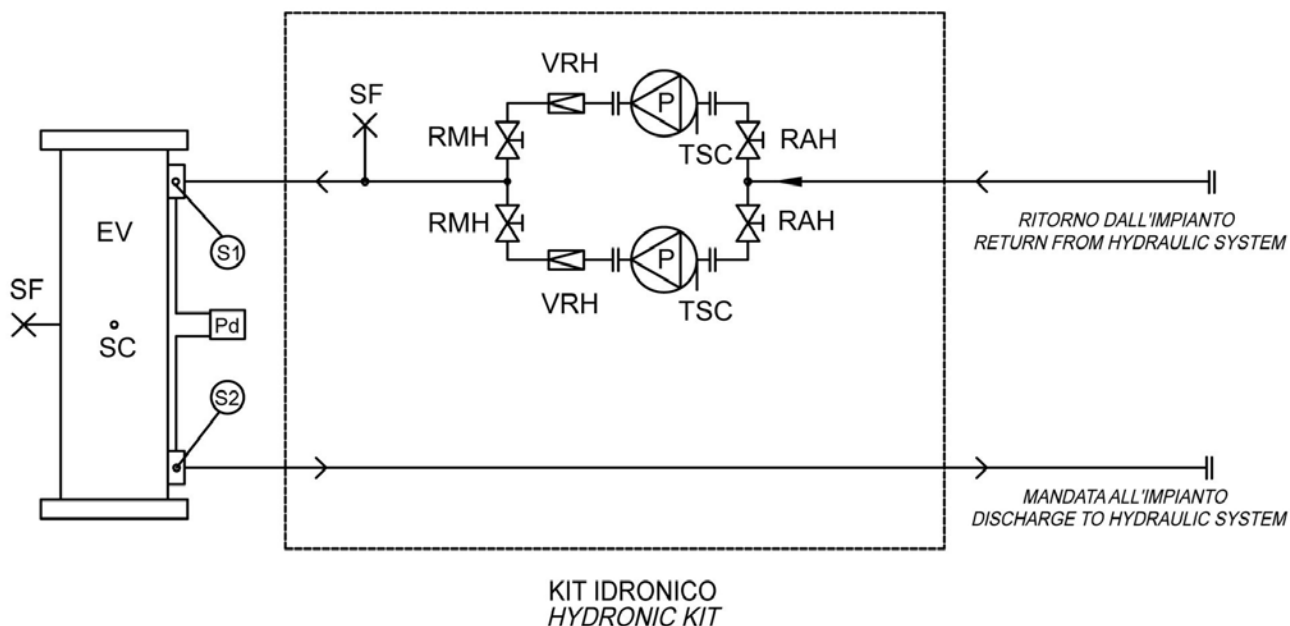 VRH
SF
P
RMH
TSC
RAH
RMH
RAH
RITORNO DALL'IMPIANTO
RETURN FROM HYDRAULIC SYSTEM
EV
S1
P
VRH
TSC
SF
SC
Pd
S2
MANDATA ALL'IMPIANTO
DISCHARGE TO HYDRAULIC SYSTEM
KIT IDRONICO
HYDRONIC KIT